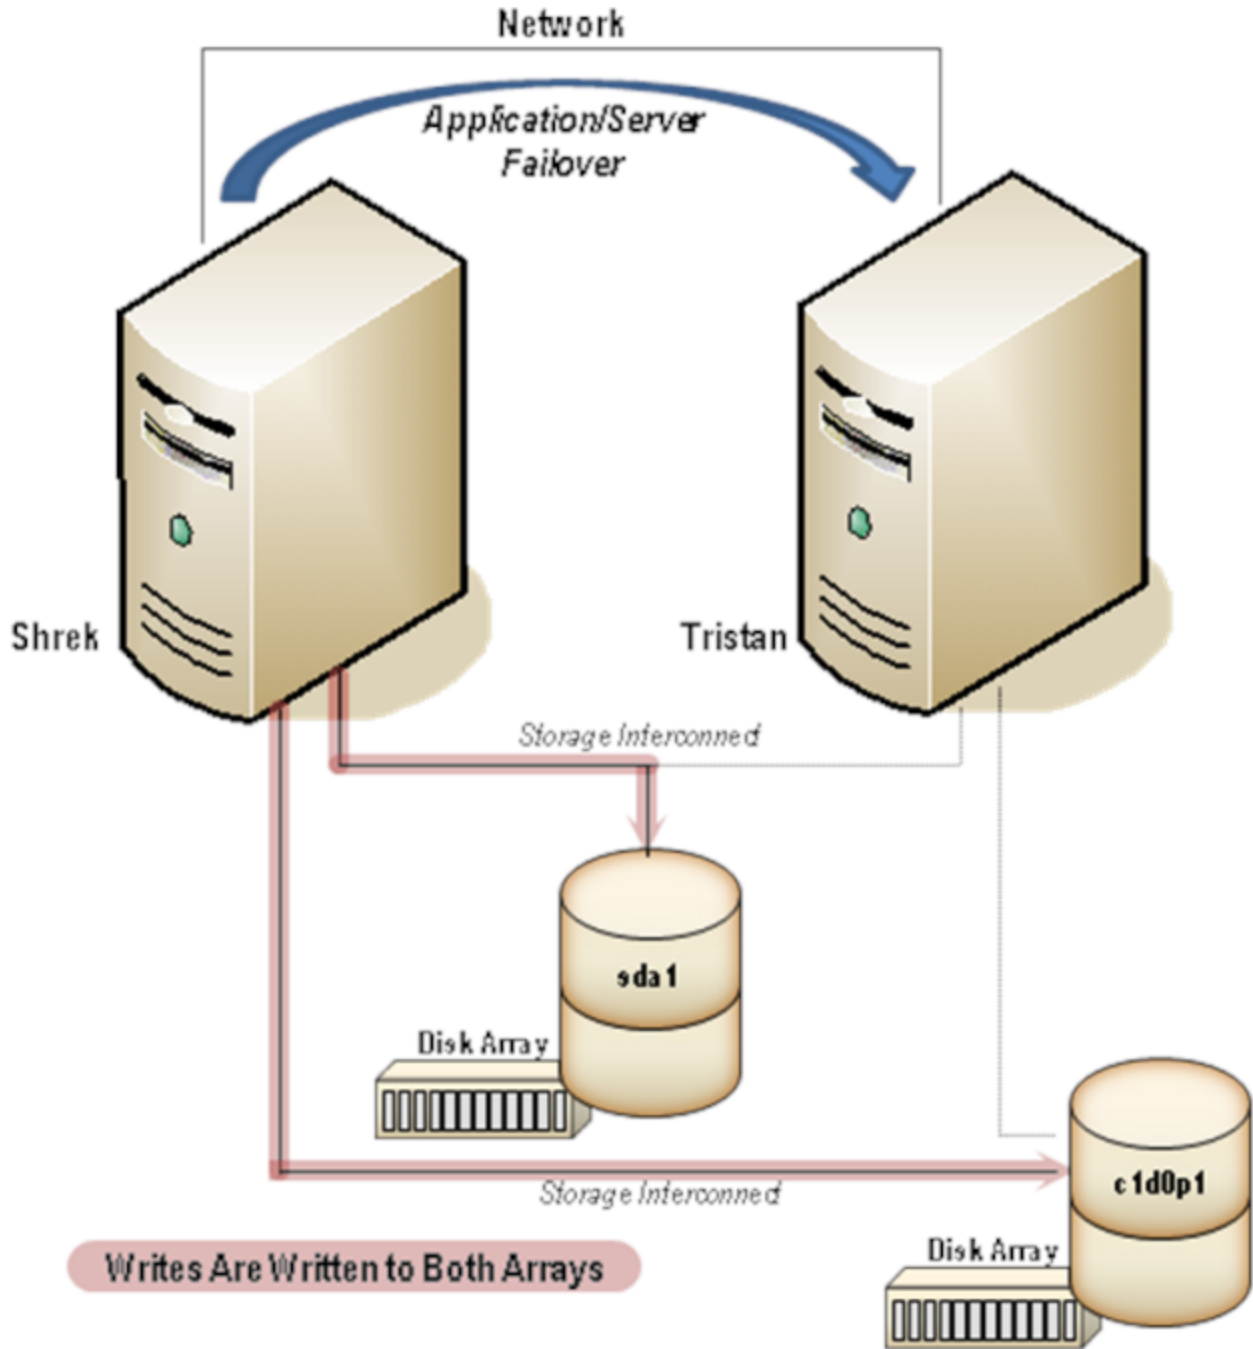 Network
Application/Server
Failover
Shrek
Tristan
Storage Interconnect
sda1
Disk Array
c1d0p1
Storage Interconnect
Disk Array
Writes Are Written to Both Arrays